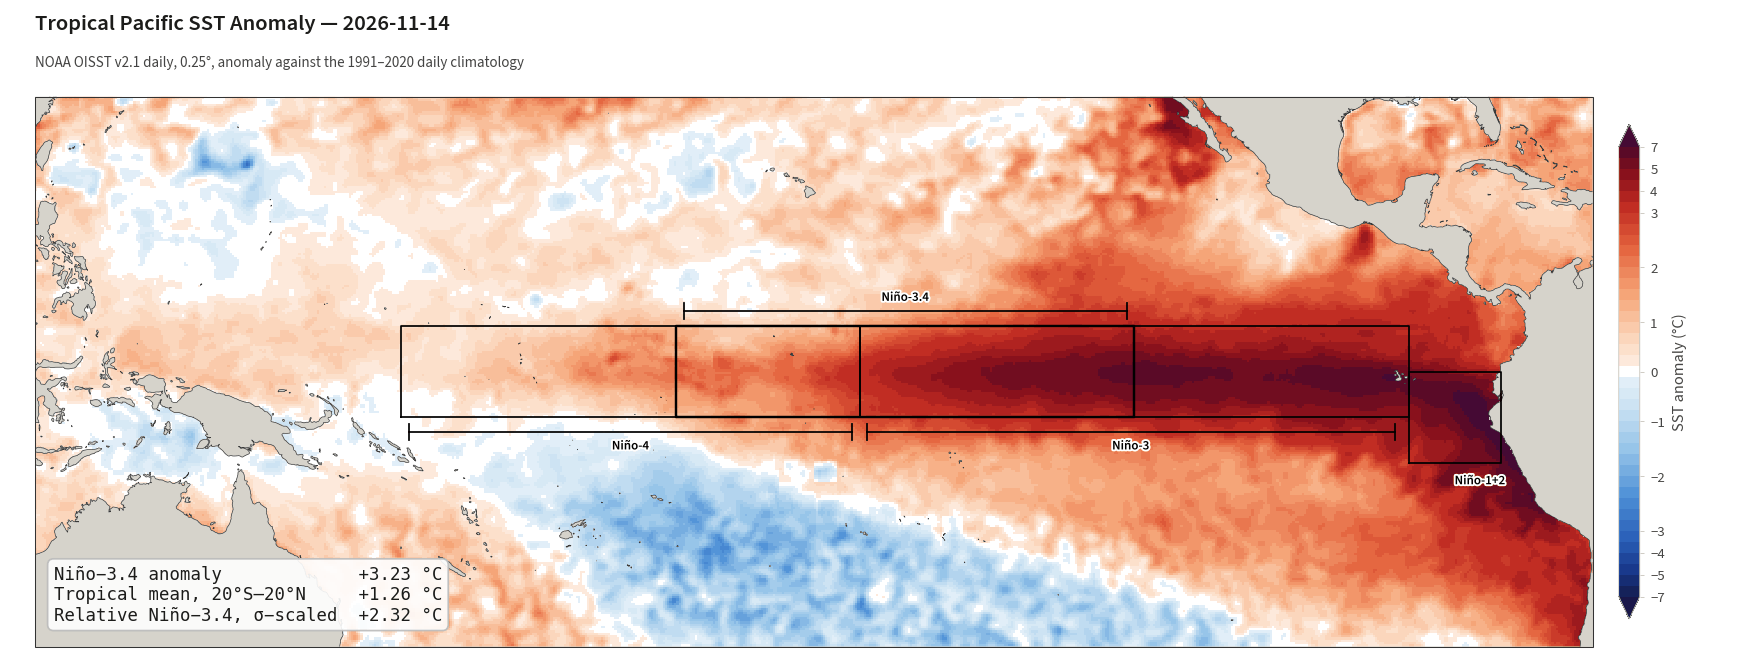 Tropical Pacific SST Anomaly — 2026-11-14
NOAA OISST v2.1 daily, 0.25°, anomaly against the 1991–2020 daily climatology
Niño-3.4
Niño-4
Niño-3
Niño-1+2
Niño−3.4 anomaly +3.23 °C
Tropical mean, 20°S–20°N +1.26 °C
Relative Niño−3.4, σ−scaled +2.32 °C
7
5
4
3
2
1
0
−1
−2
−3
−4
−5
−7
SST anomaly (°C)